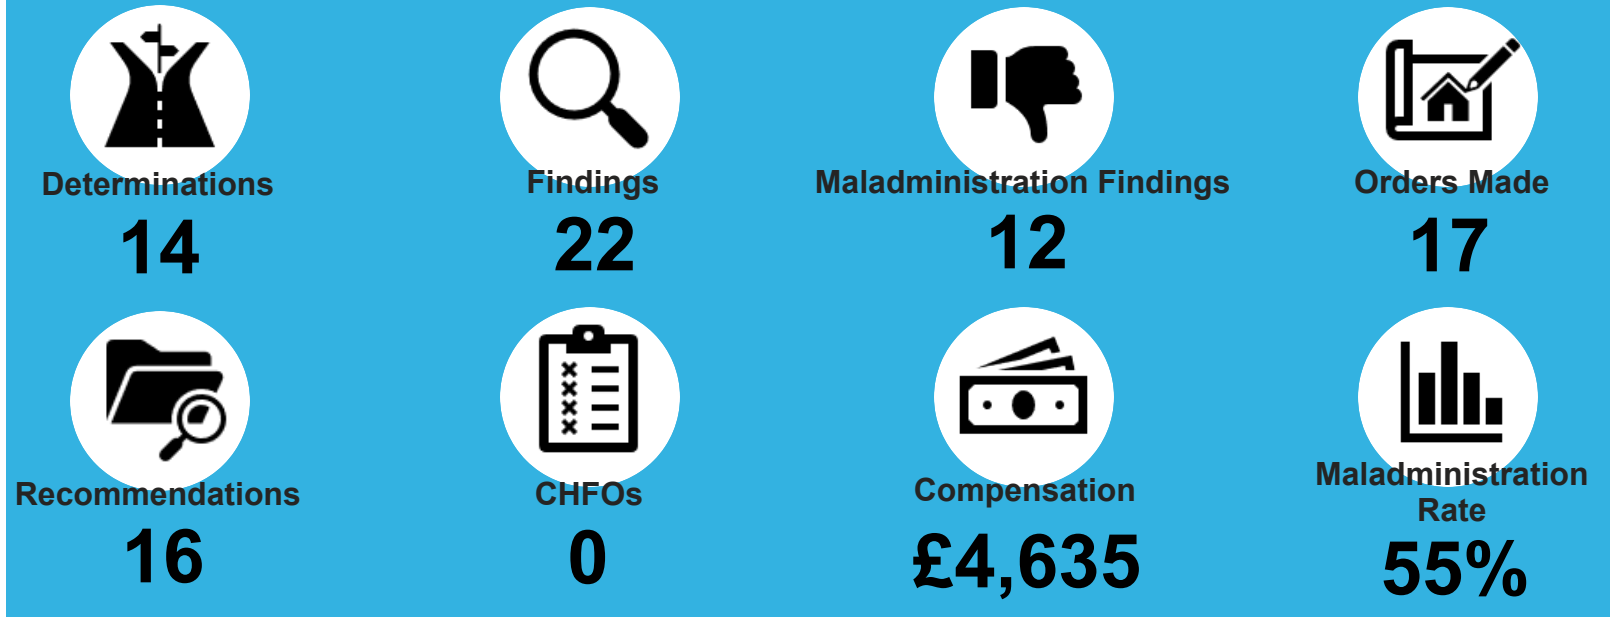 Determinations
14
Findings
22
Maladministration Findings
12
Orders Made
17
Recommendations
16
CHFOs
0
Compensation
£4,635
Maladministration
Rate
55%